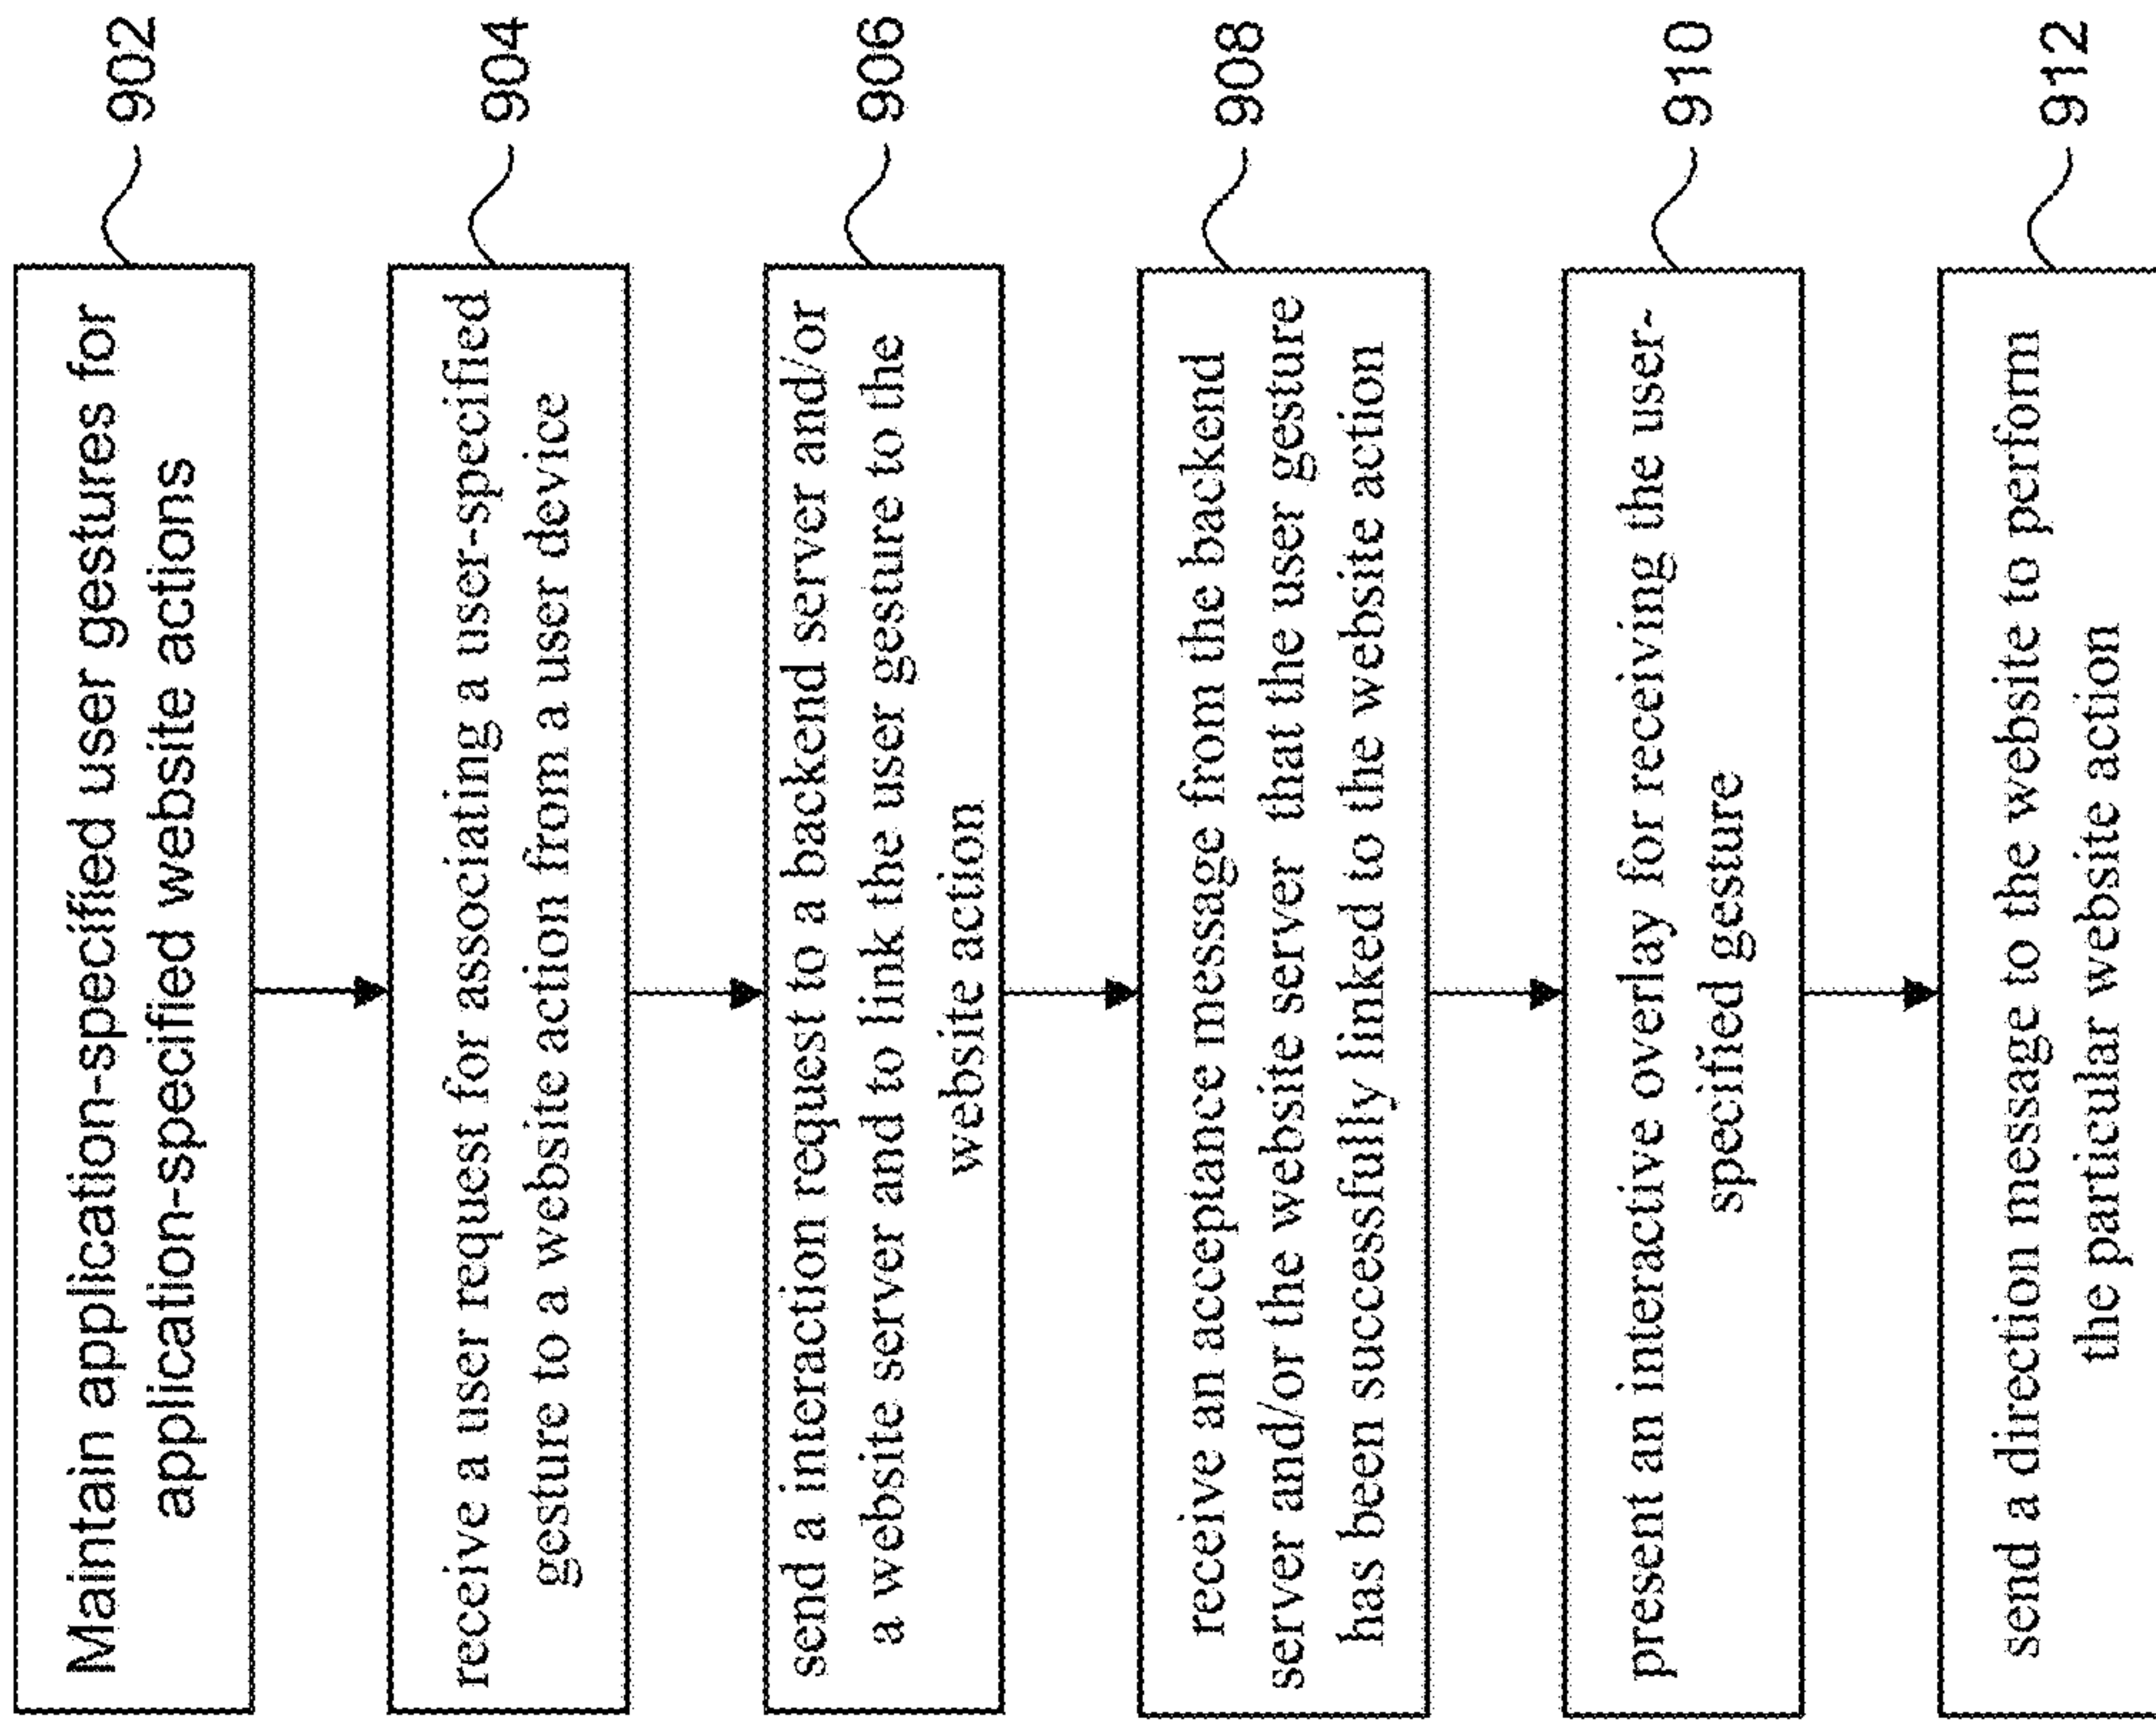 Maintain application-specified user gestures for
application-specified website actions
902
receive a user request for associating a user-specified
gesture to a website action from a user device
904
send a interaction request to a backend server and/or
a website server and to link the user gesture to the
website action
906
receive an acceptance message from the backend
server and/or the website server that the user gesture
has been successfully linked to the website action
908
present an interactive overlay for receiving the user-
specified gesture
910
send a direction message to the website to perform
the particular website action
912